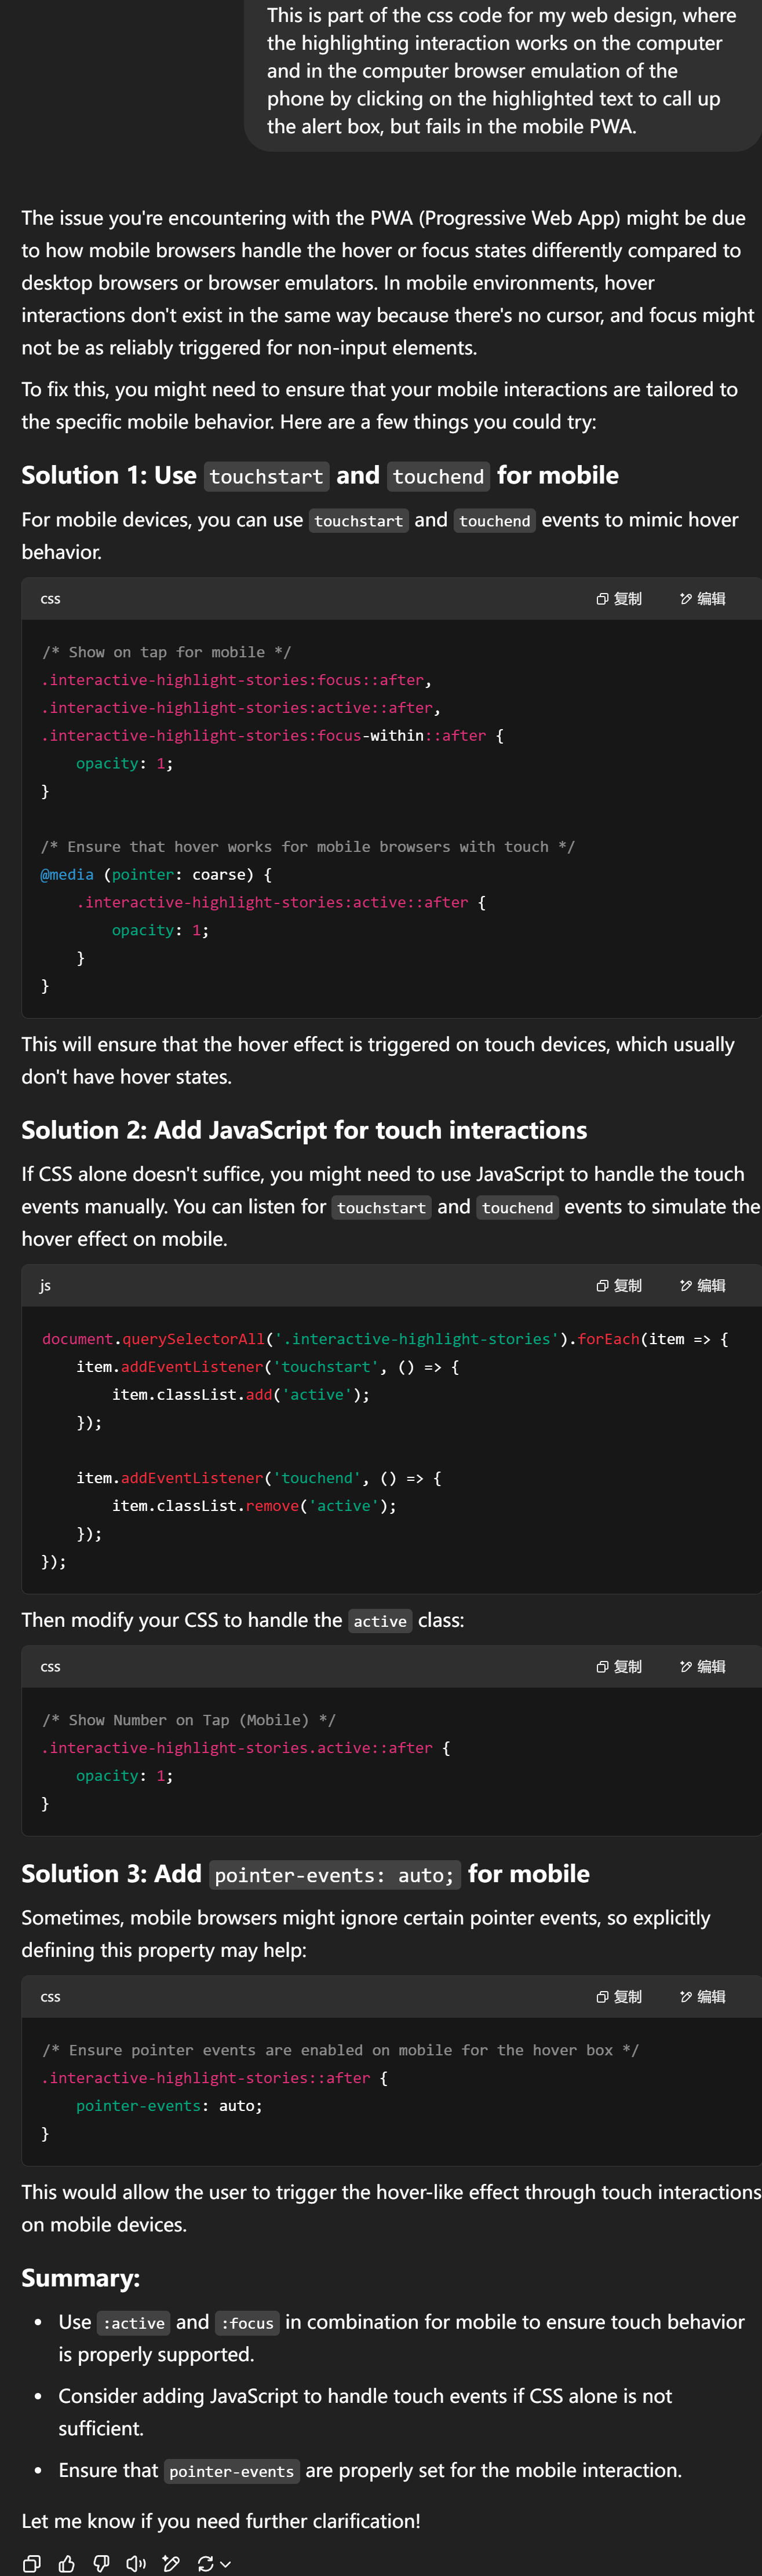 This is part of the css code for my web design, where
the highlighting interaction works on the computer
and in the computer browser emulation of the
phone by clicking on the highlighted text to call up
the alert box, but fails in the mobile PWA.
The issue you're encountering with the PWA (Progressive Web App) might be due
to how mobile browsers handle the hover or focus states differently compared to
desktop browsers or browser emulators. In mobile environments, hover
interactions don't exist in the same way because there's no cursor, and focus might
not be as reliably triggered for non-input elements.
To fix this, you might need to ensure that your mobile interactions are tailored to
the specific mobile behavior. Here are a few things you could try:
Solution 1: Use touchstart and touchend for mobile
For mobile devices, you can use touchstart and touchend events to mimic hover
behavior.
css 复制 编辑
/* Show on tap for mobile */
.interactive-highlight-stories:focus::after,
.interactive-highlight-stories:active::after,
.interactive-highlight-stories:focus-within::after {
    opacity: 1;
}
/* Ensure that hover works for mobile browsers with touch */
@media (pointer: coarse) {
    .interactive-highlight-stories:active::after {
        opacity: 1;
    }
}
This will ensure that the hover effect is triggered on touch devices, which usually
don't have hover states.
Solution 2: Add JavaScript for touch interactions
If CSS alone doesn't suffice, you might need to use JavaScript to handle the touch
events manually. You can listen for touchstart and touchend events to simulate the
hover effect on mobile.
js 复制 编辑
document.querySelectorAll('.interactive-highlight-stories').forEach(item => {
    item.addEventListener('touchstart', () => {
        item.classList.add('active');
    });
    item.addEventListener('touchend', () => {
        item.classList.remove('active');
    });
});
Then modify your CSS to handle the active class:
css 复制 编辑
/* Show Number on Tap (Mobile) */
.interactive-highlight-stories.active::after {
    opacity: 1;
}
Solution 3: Add pointer-events: auto; for mobile
Sometimes, mobile browsers might ignore certain pointer events, so explicitly
defining this property may help:
css 复制 编辑
/* Ensure pointer events are enabled on mobile for the hover box */
.interactive-highlight-stories::after {
    pointer-events: auto;
}
This would allow the user to trigger the hover-like effect through touch interactions
on mobile devices.
Summary:
• Use :active and :focus in combination for mobile to ensure touch behavior
is properly supported.
• Consider adding JavaScript to handle touch events if CSS alone is not
sufficient.
• Ensure that pointer-events are properly set for the mobile interaction.
Let me know if you need further clarification!